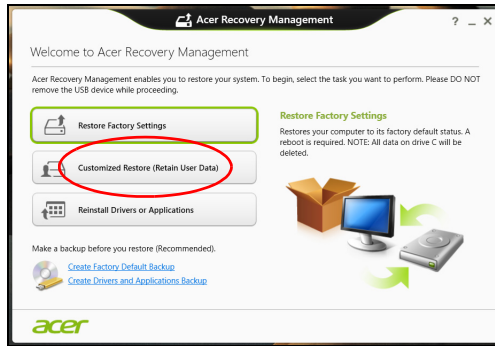 Acer Recovery Management
Welcome to Acer Recovery Management
Acer Recovery Management enables you to restore your system. To begin, select the task you want to perform. Please DO NOT
remove the USB device while proceeding.
Restore Factory Settings
Customized Restore (Retain User Data)
Reinstall Drivers or Applications
Restore Factory Settings
Restores your computer to its factory default status. A
reboot is required. NOTE: All data on drive C will be
deleted.
Make a backup before you restore (Recommended).
Create Factory Default Backup
Create Drivers and Applications Backup
acer